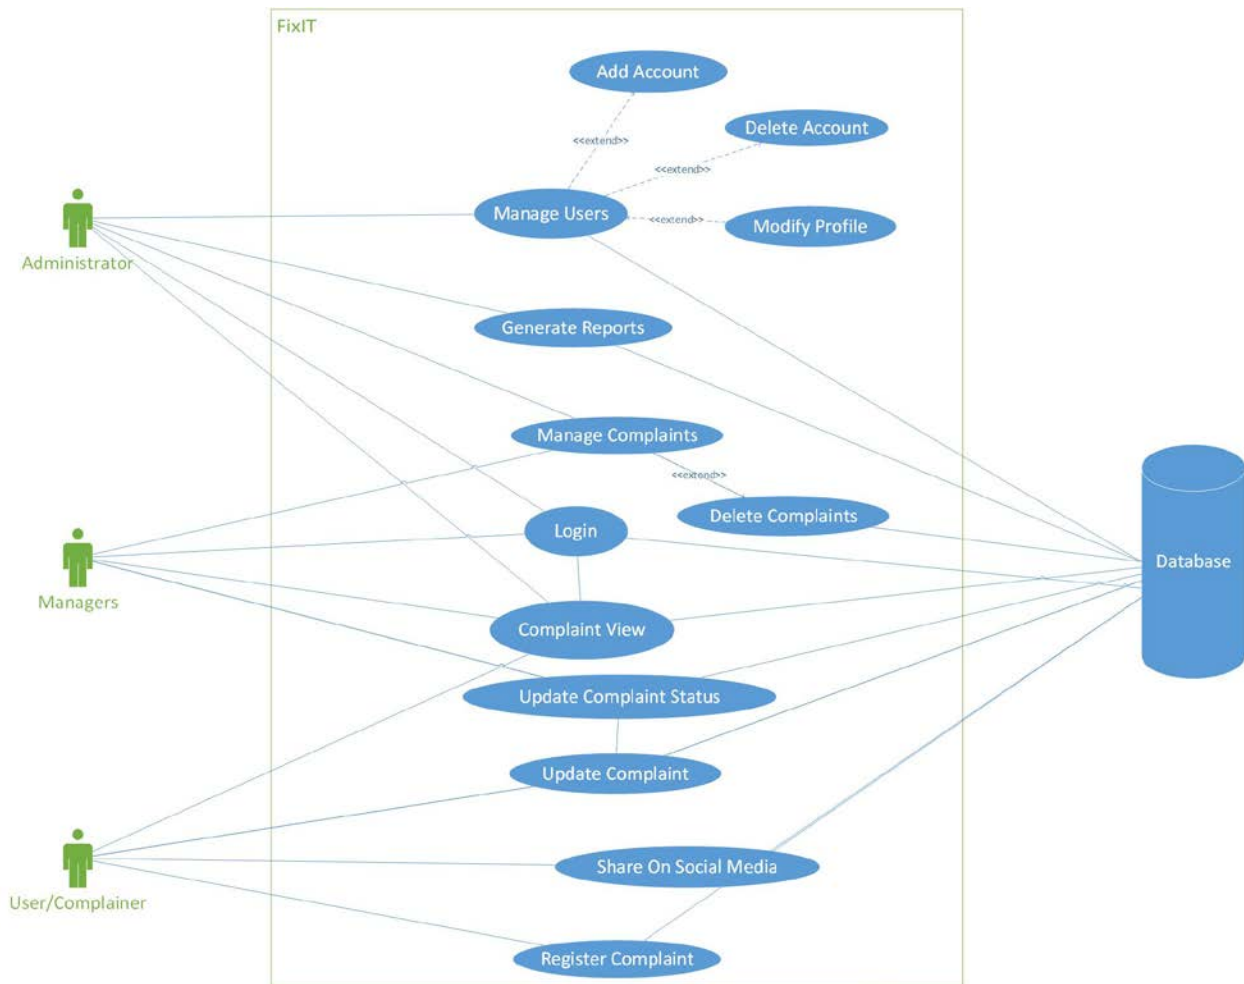 FixIT
Add Account
Delete Account
<<extend>>
<<extend>>
Manage Users
<<extend>>
Modify Profile
Administrator
Generate Reports
Manage Complaints
<<extend>>
Delete Complaints
Login
Database
Managers
Complaint View
Update Complaint Status
Update Complaint
Share On Social Media
User/Complainer
Register Complaint